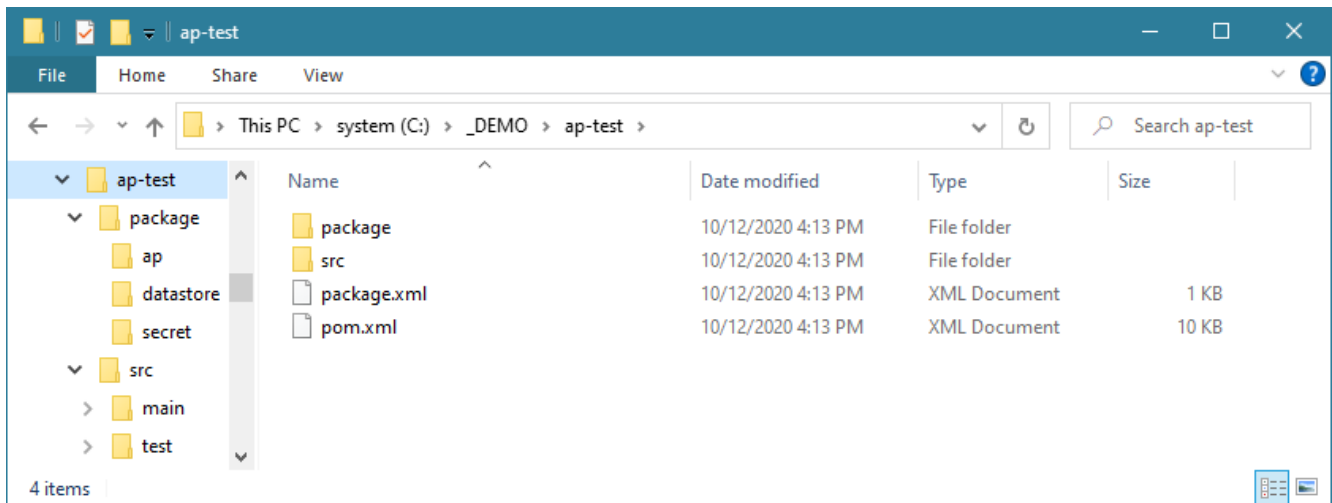 ap-test
File Home Share View
This PC > system (C:) > _DEMO > ap-test >
Search ap-test
ap-test
package
ap
datastore
secret
src
main
test
Name Date modified Type Size
package 10/12/2020 4:13 PM File folder
src 10/12/2020 4:13 PM File folder
package.xml 10/12/2020 4:13 PM XML Document 1 KB
pom.xml 10/12/2020 4:13 PM XML Document 10 KB
4 items